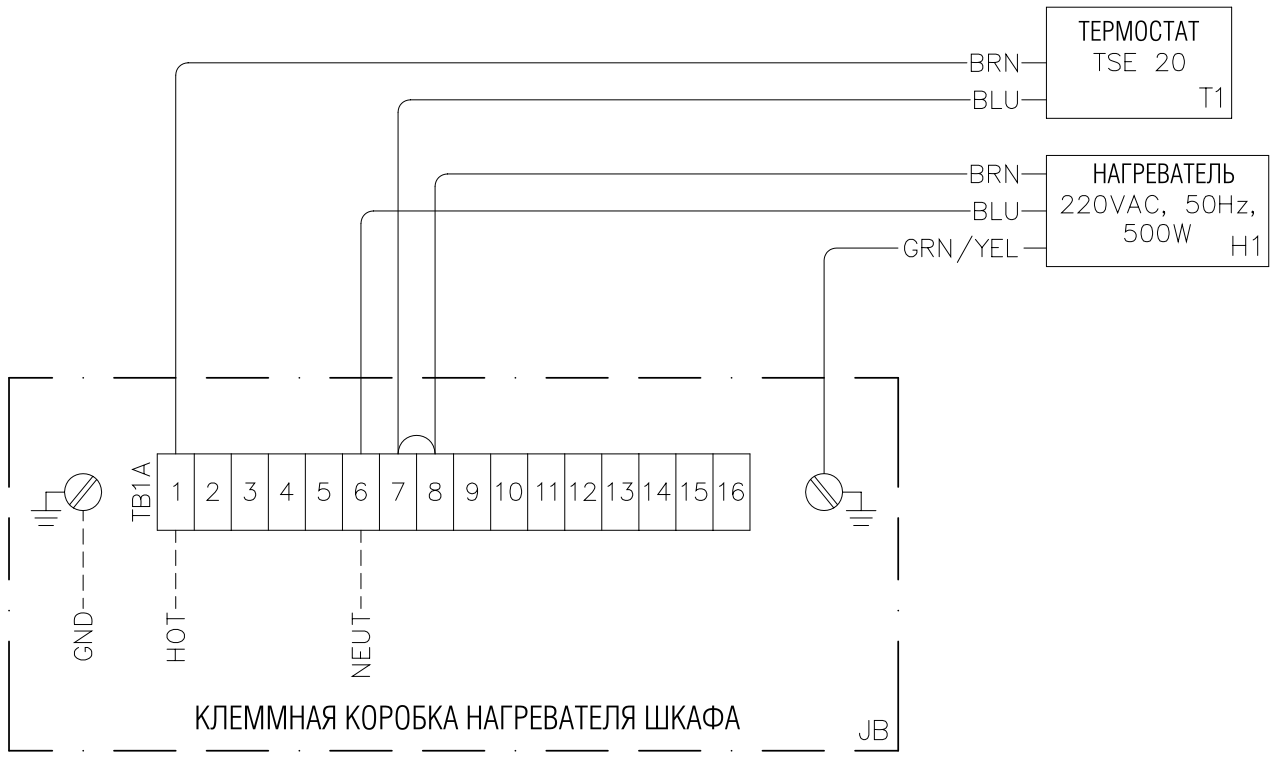 ТЕРМОСТАТ
TSE 20
T1
BRN
BLU
НАГРЕВАТЕЛЬ
220VAC, 50Hz,
500W
H1
BRN
BLU
GRN/YEL
TB1A
1 2 3 4 5 6 7 8 9 10 11 12 13 14 15 16
GND
HOT
NEUT
КЛЕММНАЯ КОРОБКА НАГРЕВАТЕЛЯ ШКАФА
JB